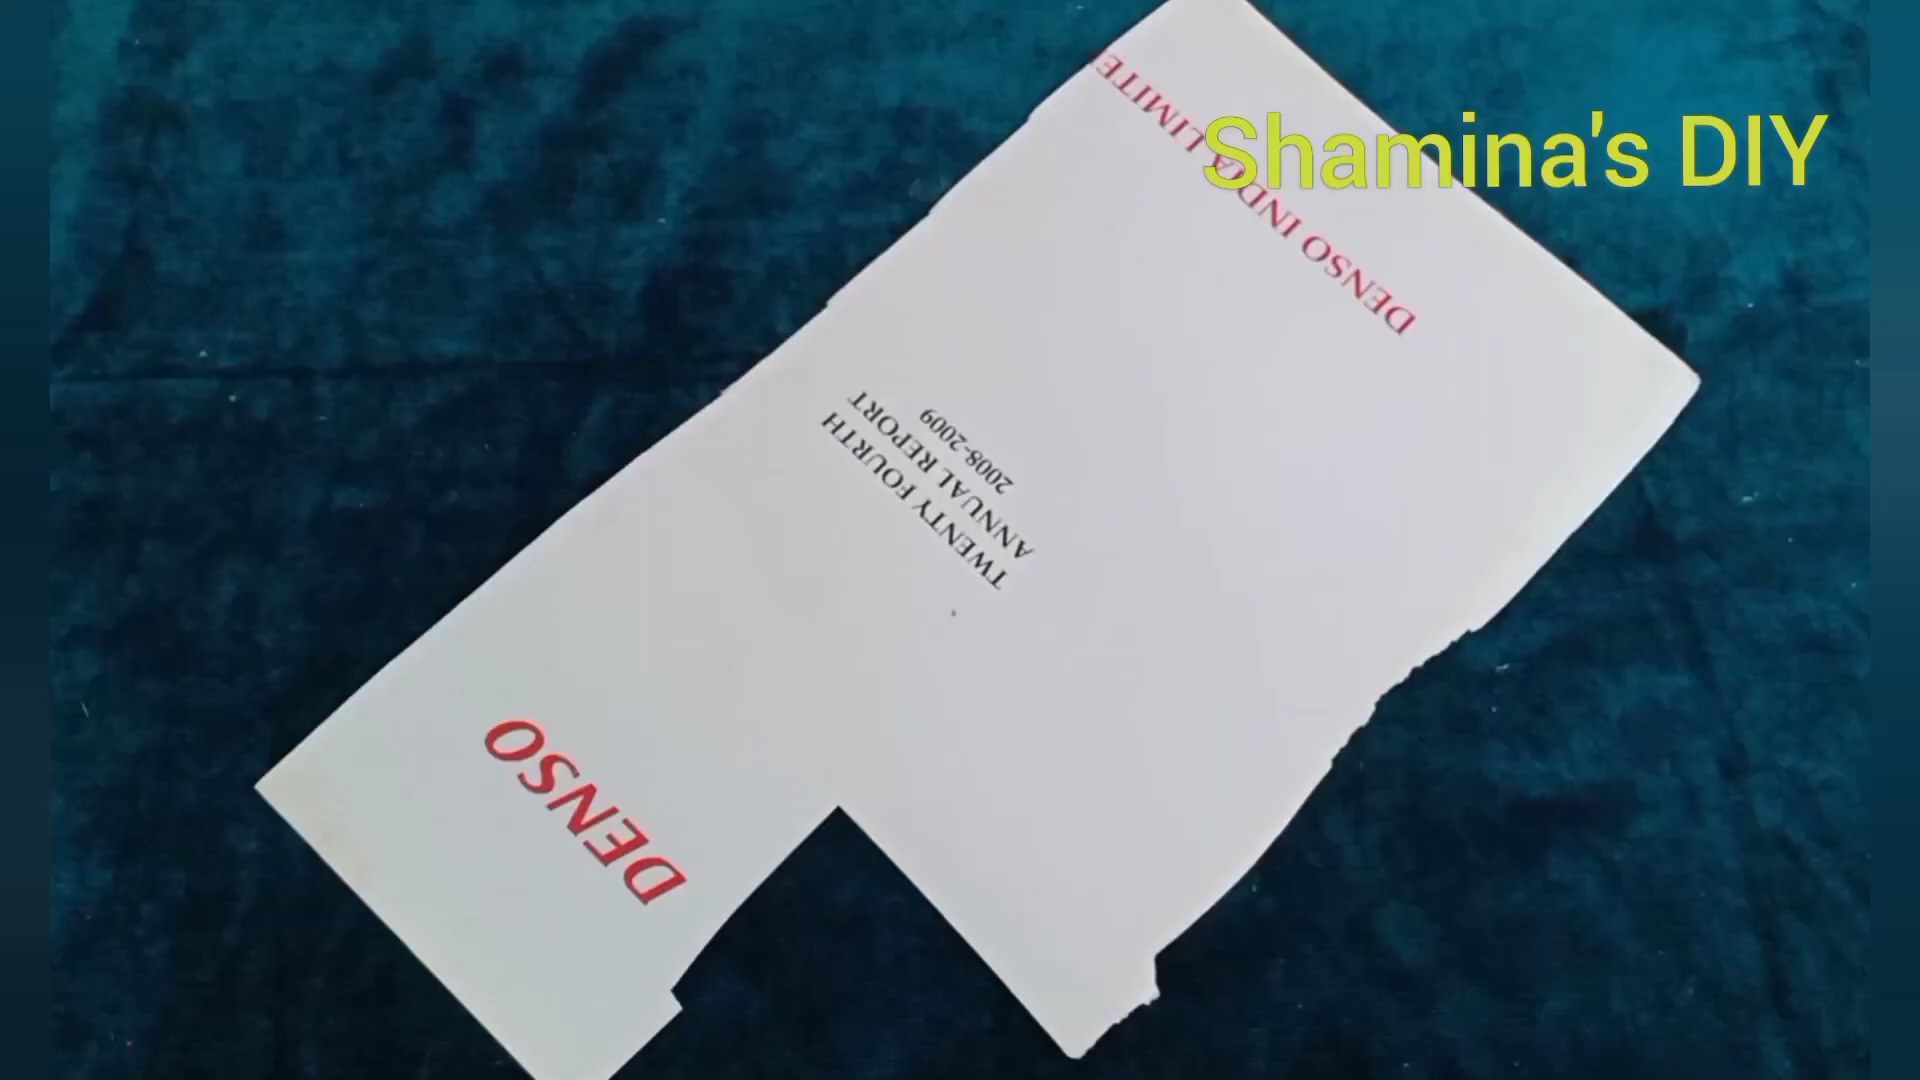 Shamina's DIY
DENSO INDIA LIMITE
TWENTY FOURTH
ANNUAL REPORT
2008-2009
DENSO